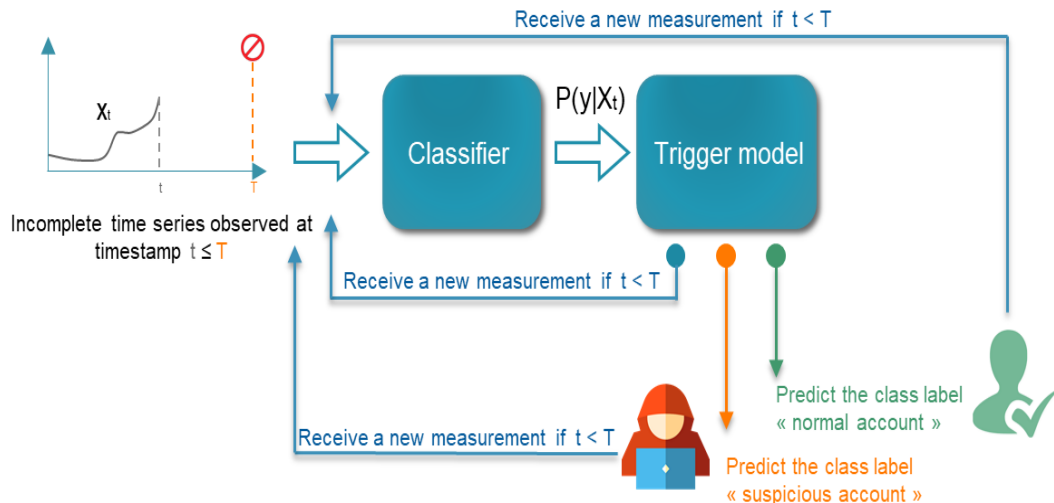 Receive a new measurement if t < T
Xt
P(y|Xt)
Classifier
Trigger model
t
T
Incomplete time series observed at
timestamp t ≤ T
Receive a new measurement if t < T
Predict the class label
« normal account »
Receive a new measurement if t < T
Predict the class label
« suspicious account »